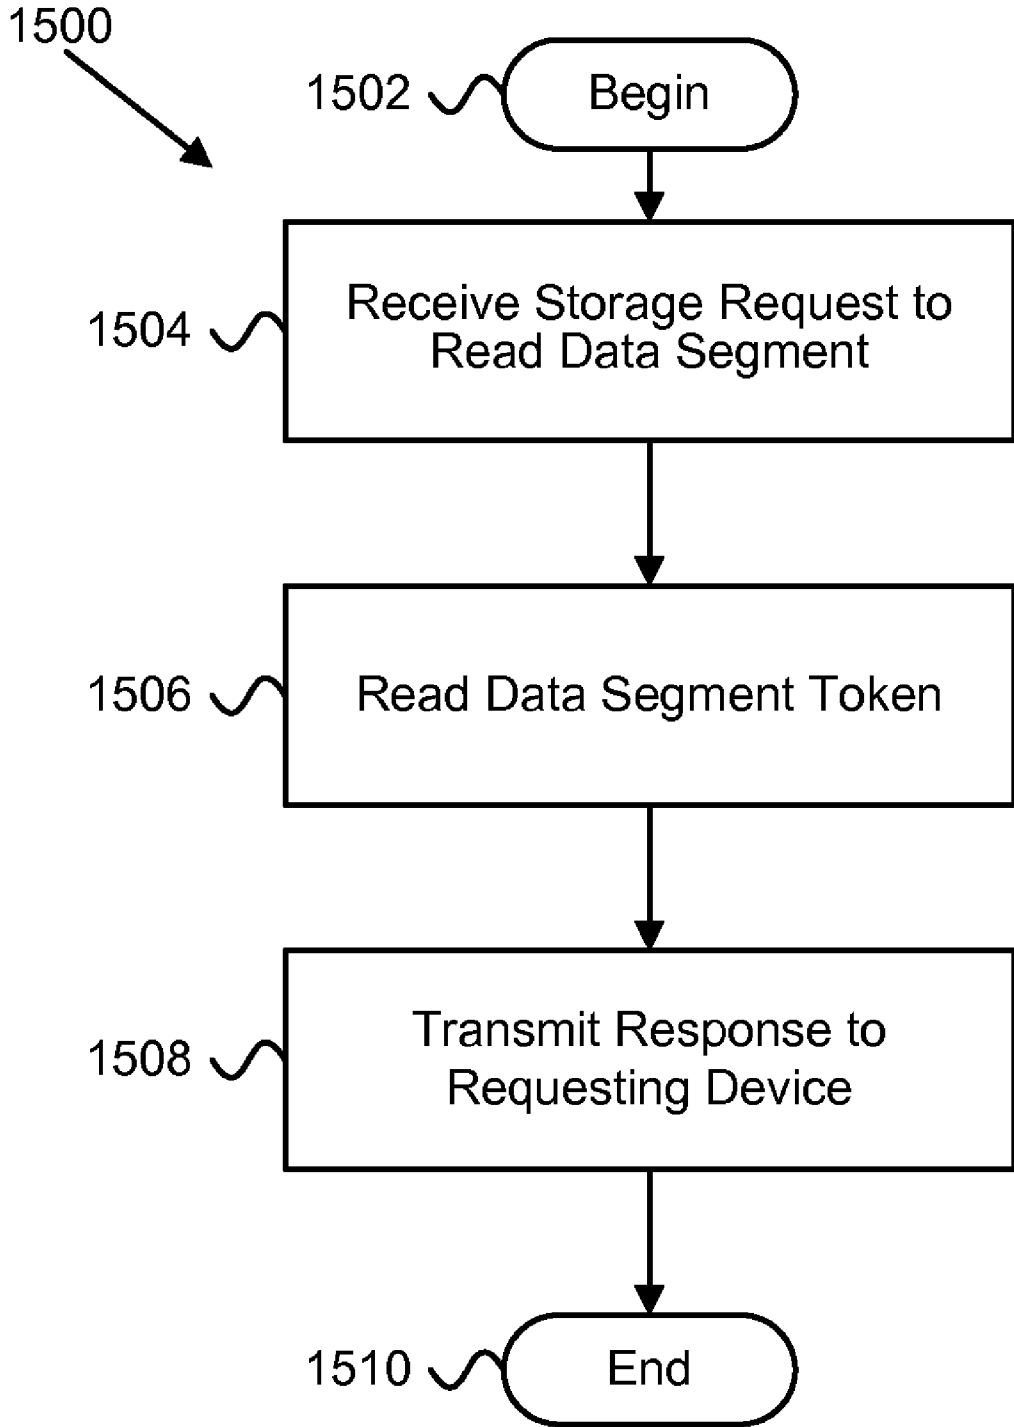 1500
1502
Begin
1504
Receive Storage Request to
Read Data Segment
1506
Read Data Segment Token
1508
Transmit Response to
Requesting Device
1510
End